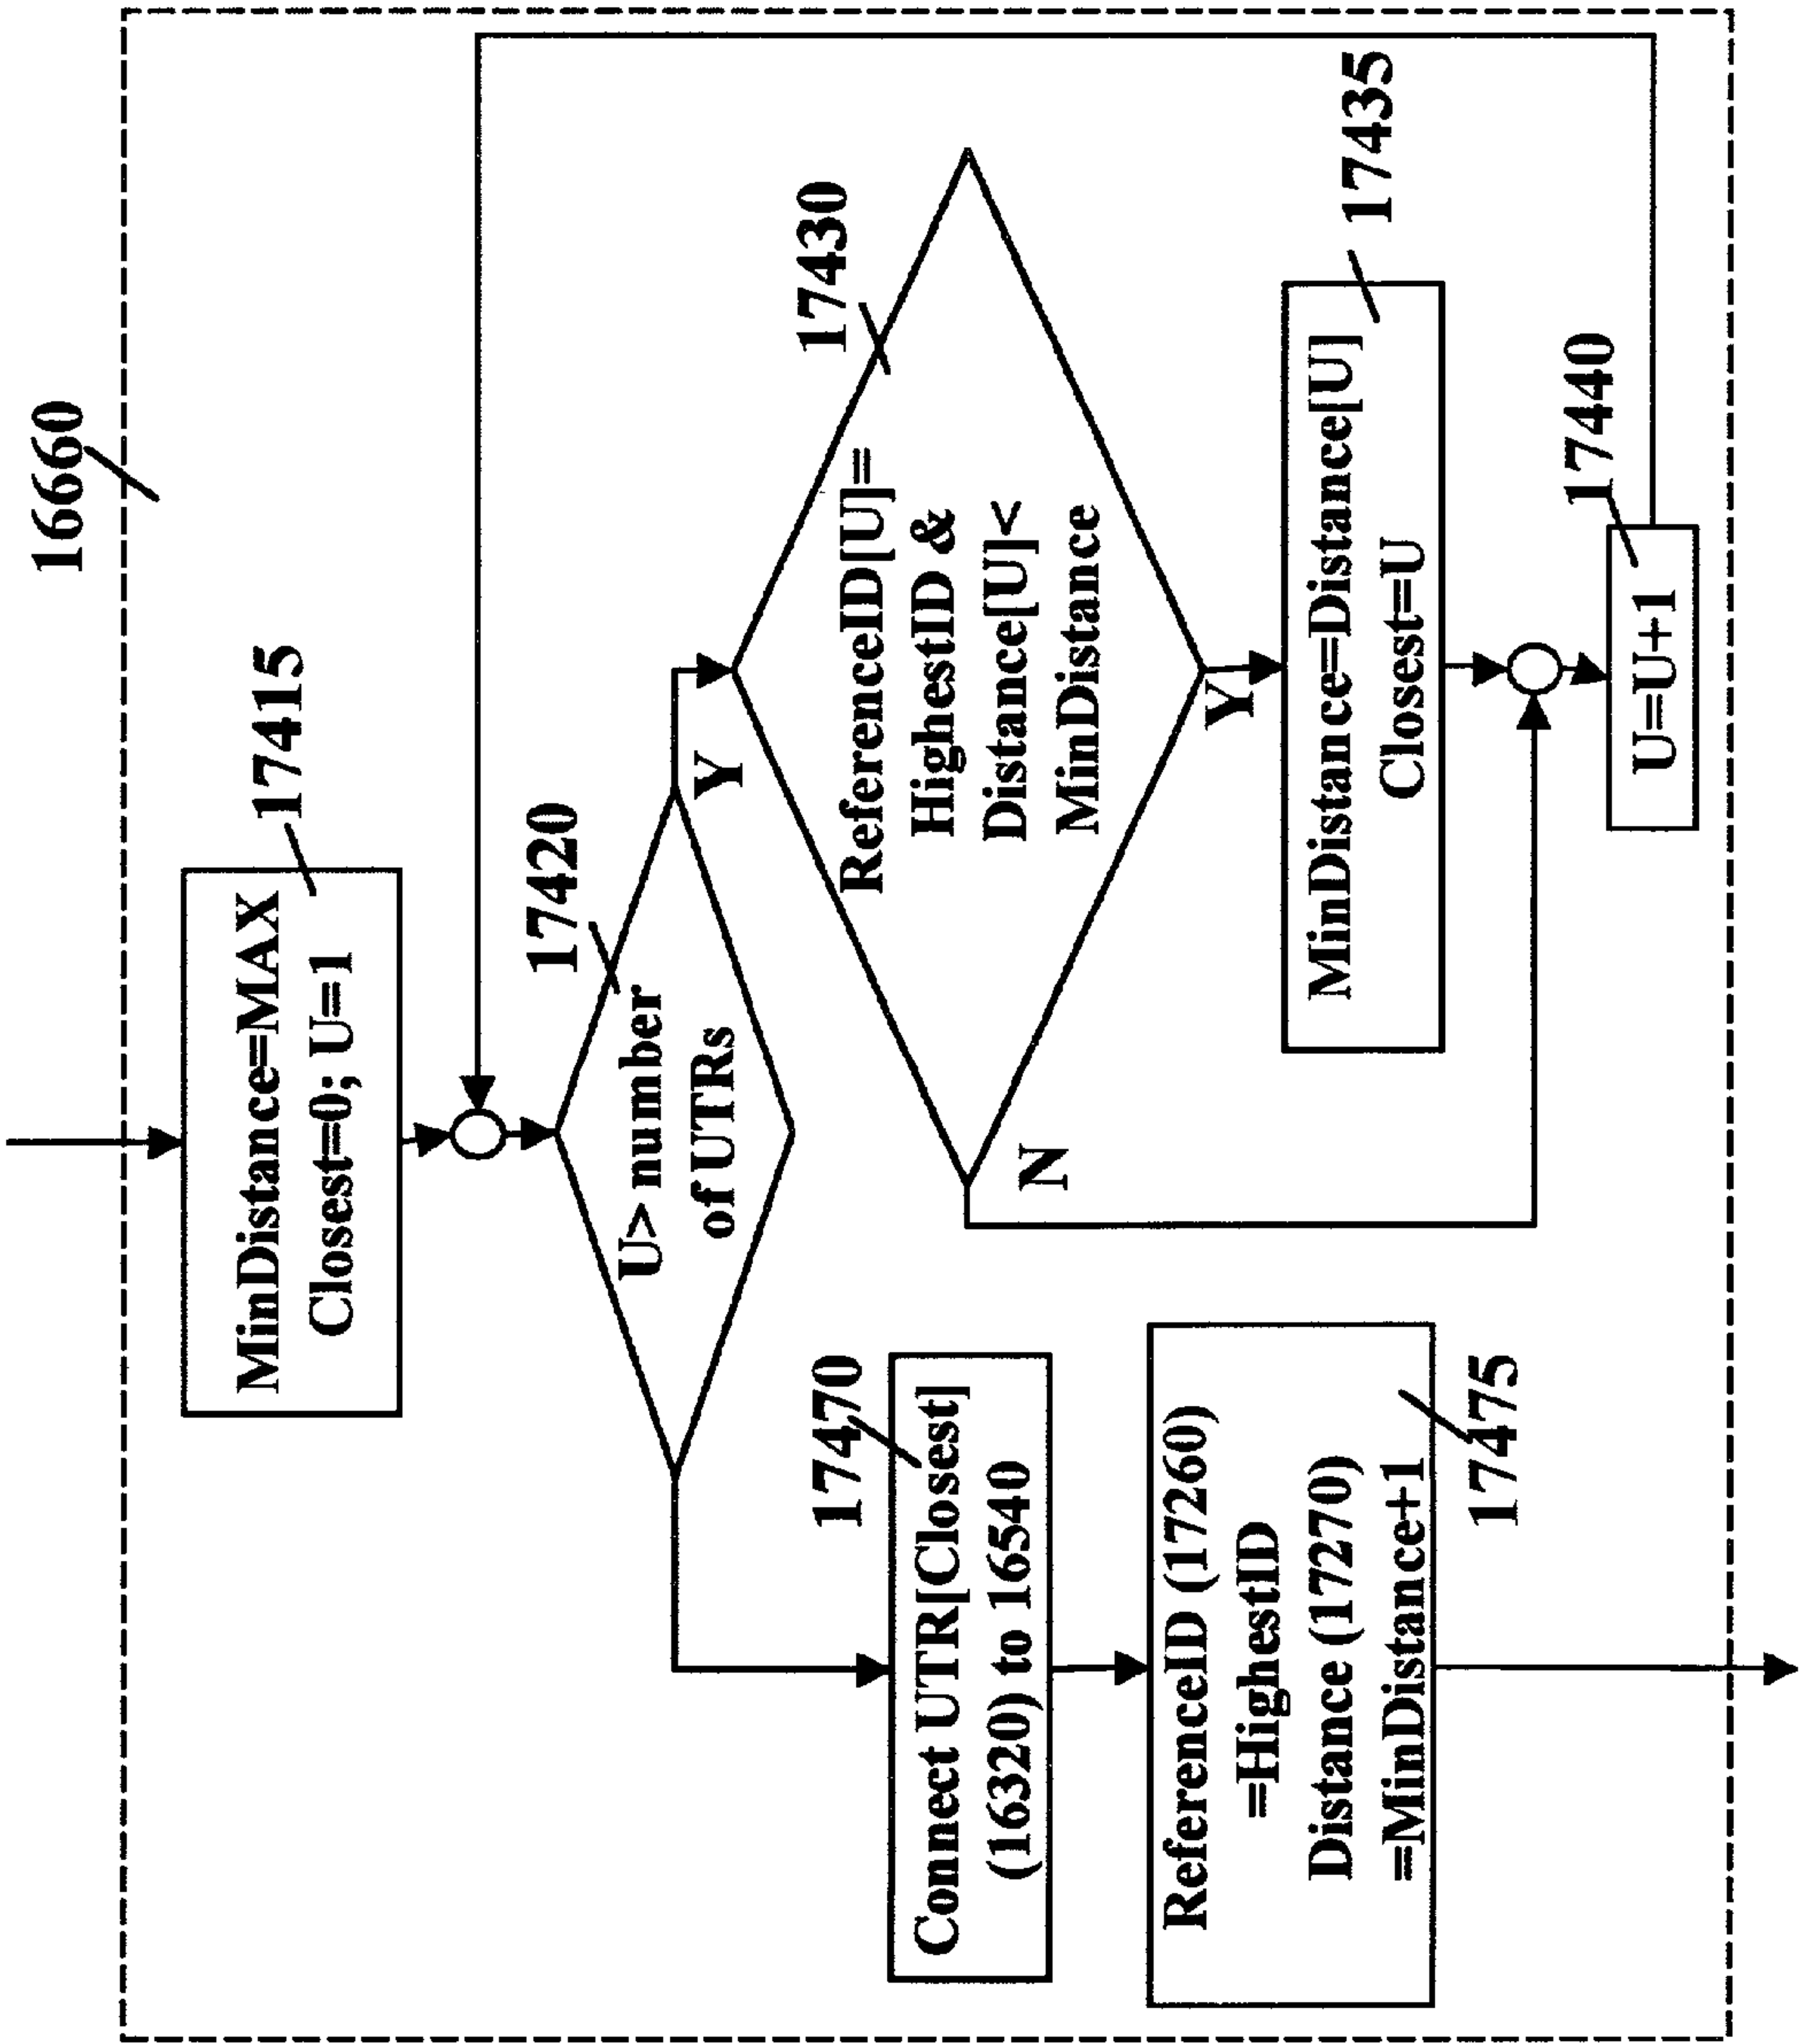 16660
17415
MinDistance=MAX
Closest=0; U=1
17420
U> number
of UTRs
Y
17430
ReferenceID[U]=
HighestID &
Distance[U]<
MinDistance
N
Y
17435
MinDistance=Distance[U]
Closest=U
17440
U=U+1
17470
Connect UTR[Closest]
(16320) to 16540
ReferenceID (17260)
=HighestID
Distance (17270)
=MinDistance+1
17475